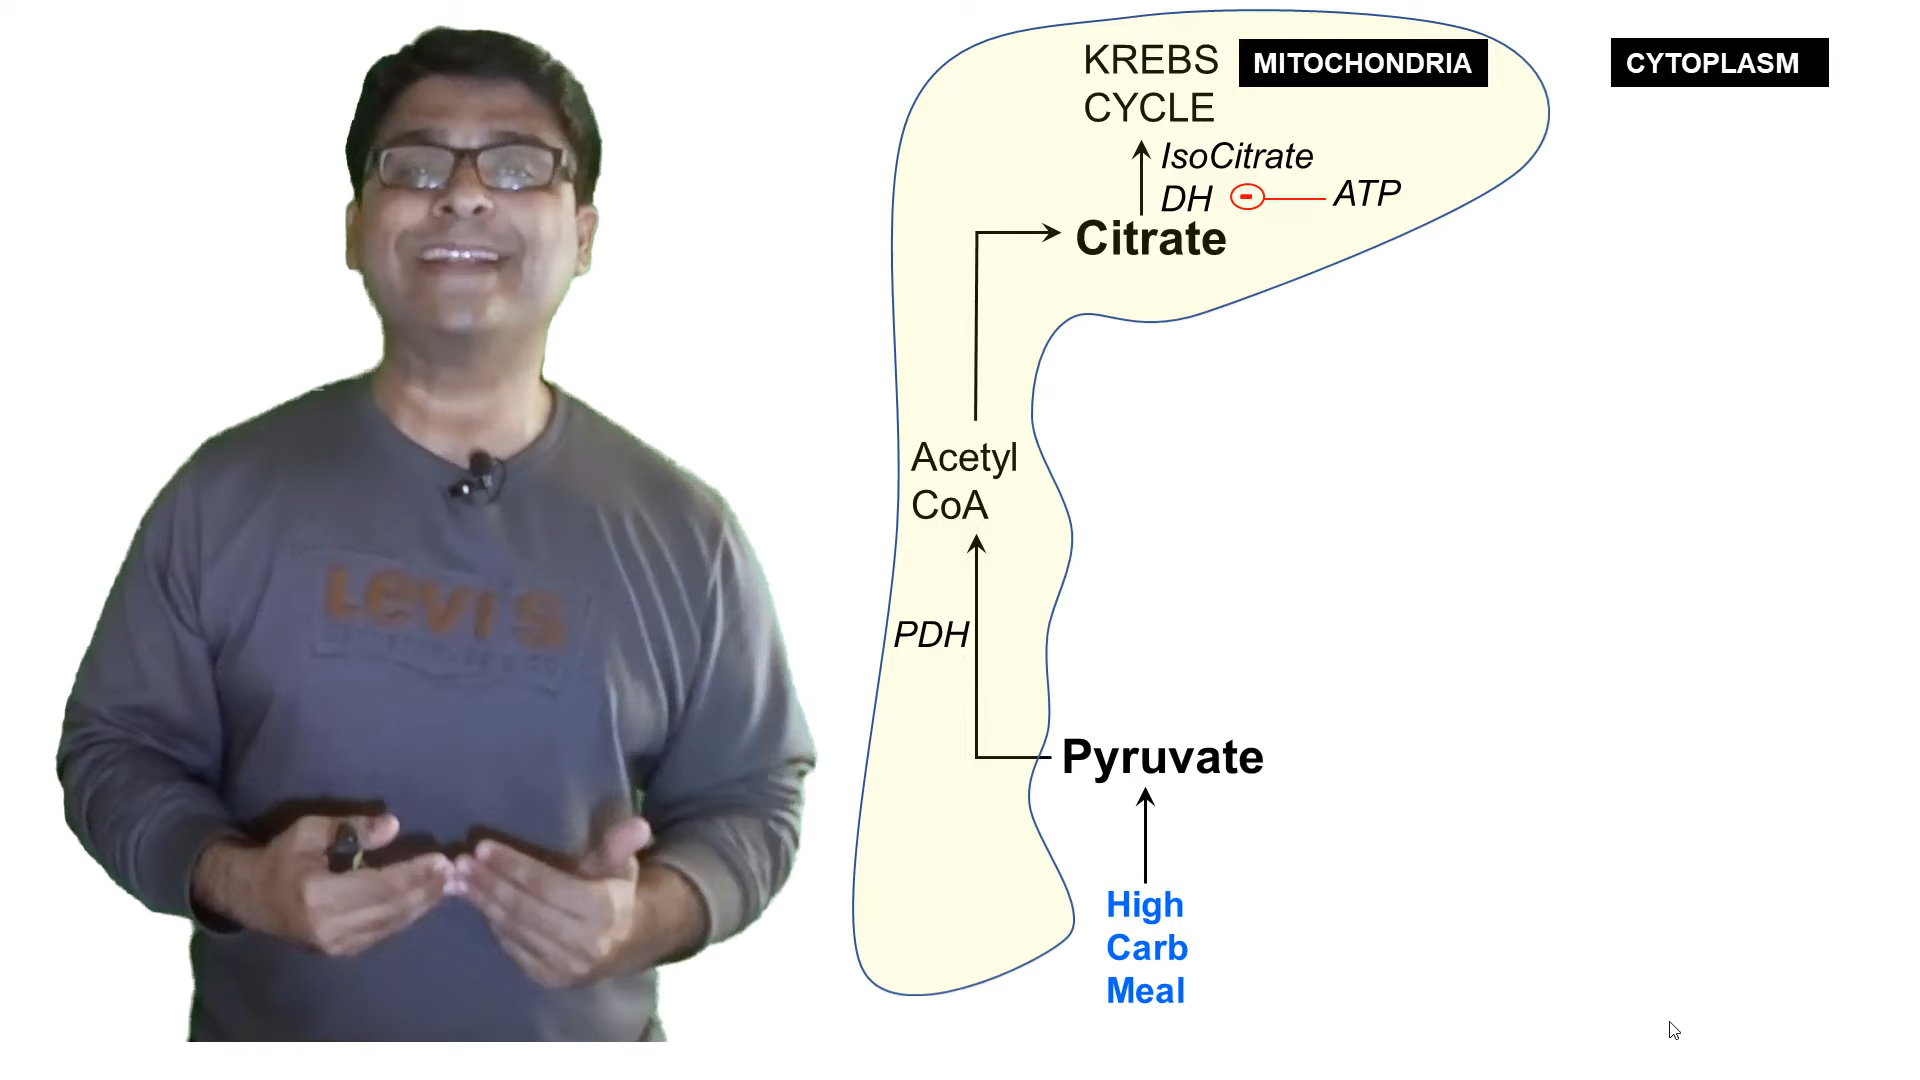 KREBS
CYCLE
MITOCHONDRIA
CYTOPLASM
IsoCitrate
DH - ATP
Citrate
Acetyl
CoA
PDH
Pyruvate
High
Carb
Meal
LEVI'S